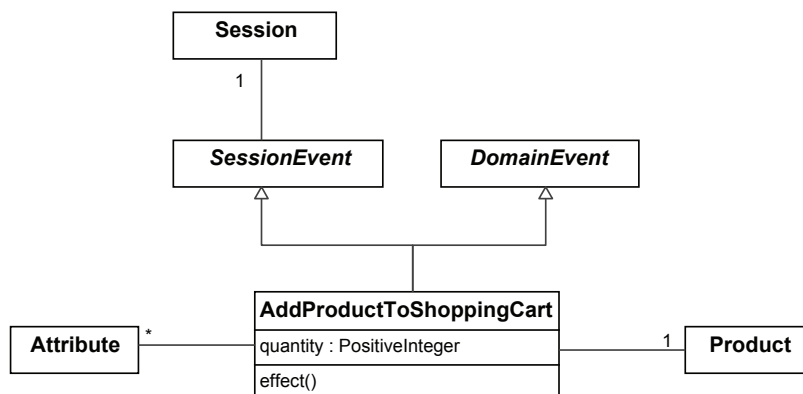 Session
1
SessionEvent
DomainEvent
AddProductToShoppingCart
quantity : PositiveInteger
effect()
Attribute
*
1
Product